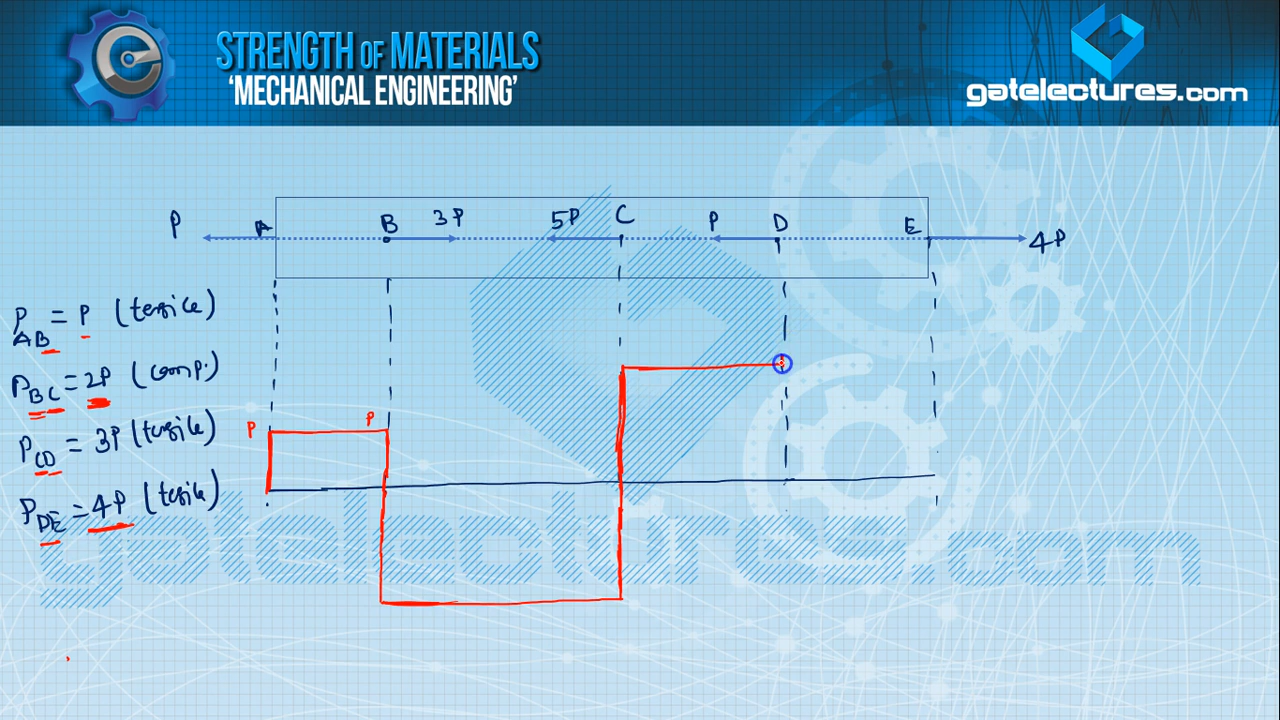 STRENGTH OF MATERIALS
'MECHANICAL ENGINEERING'
gatelectures.com
P A B 3P 5P C P D E 4P
P_AB = P (tensile)
P_BC = 2P (comp.)
P_CD = 3P (tensile)
P_DE = 4P (tensile)
P P
gatelectures.com